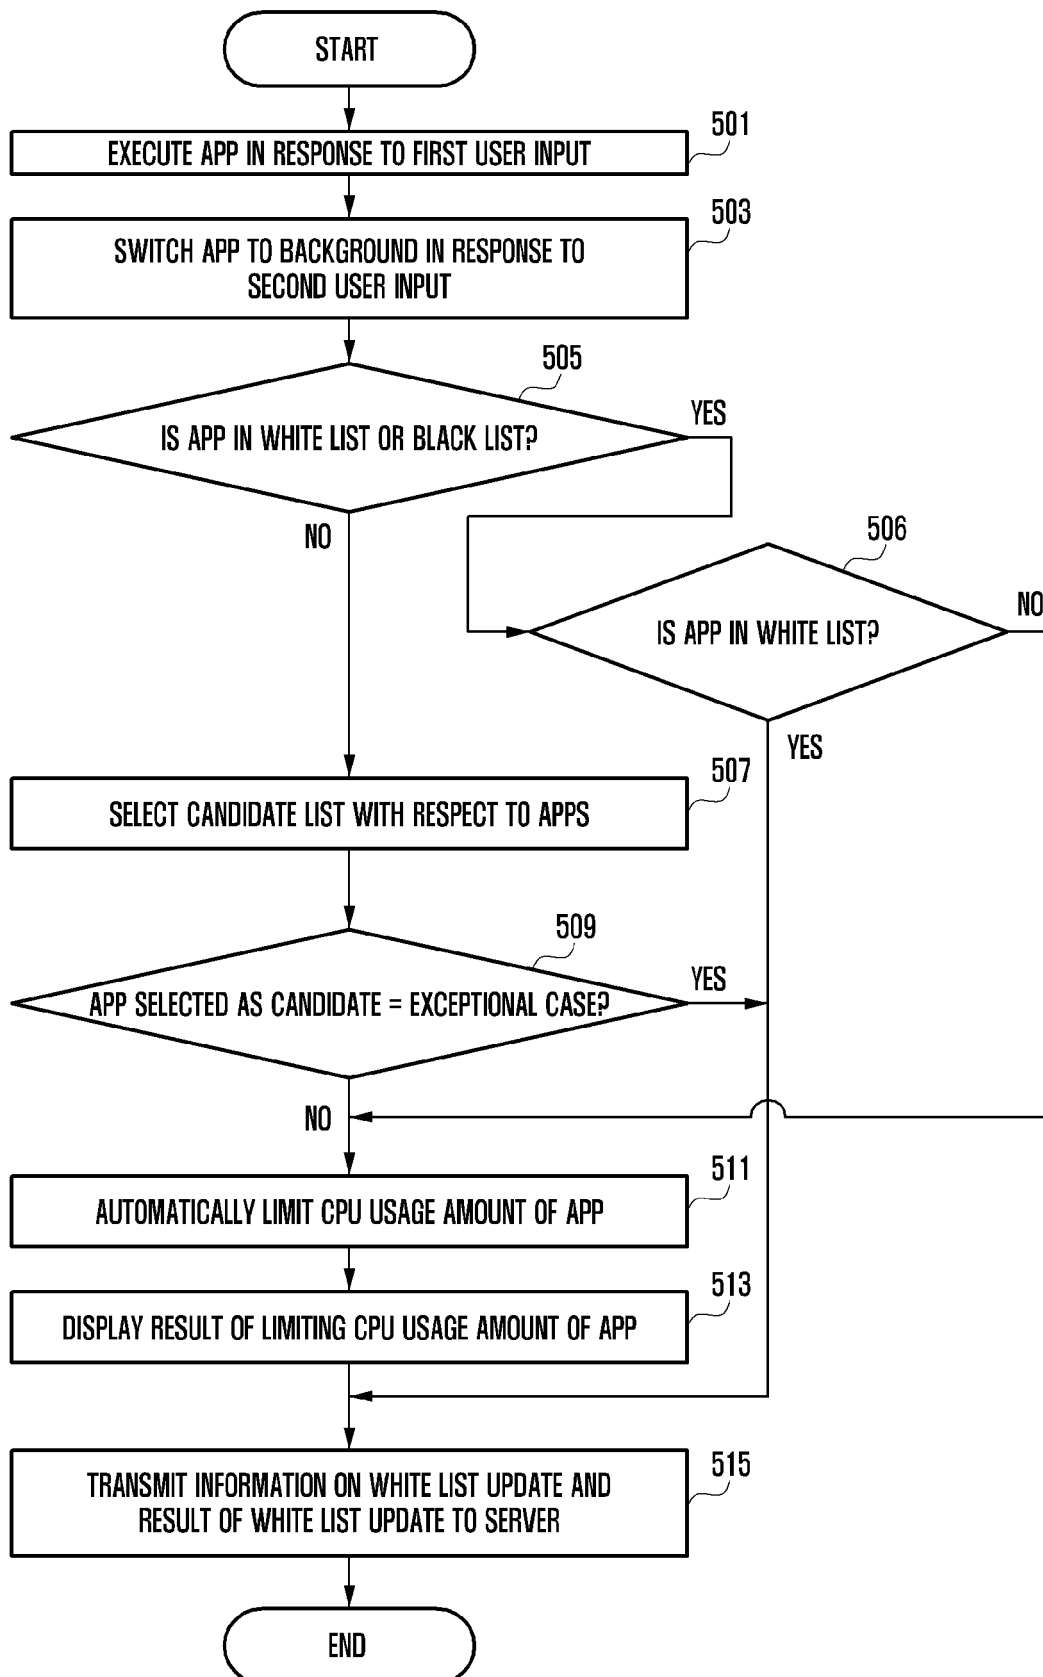 START
501
EXECUTE APP IN RESPONSE TO FIRST USER INPUT
503
SWITCH APP TO BACKGROUND IN RESPONSE TO
SECOND USER INPUT
505
IS APP IN WHITE LIST OR BLACK LIST?
YES
NO
506
IS APP IN WHITE LIST?
NO
YES
507
SELECT CANDIDATE LIST WITH RESPECT TO APPS
509
APP SELECTED AS CANDIDATE = EXCEPTIONAL CASE?
YES
NO
511
AUTOMATICALLY LIMIT CPU USAGE AMOUNT OF APP
513
DISPLAY RESULT OF LIMITING CPU USAGE AMOUNT OF APP
515
TRANSMIT INFORMATION ON WHITE LIST UPDATE AND
RESULT OF WHITE LIST UPDATE TO SERVER
END